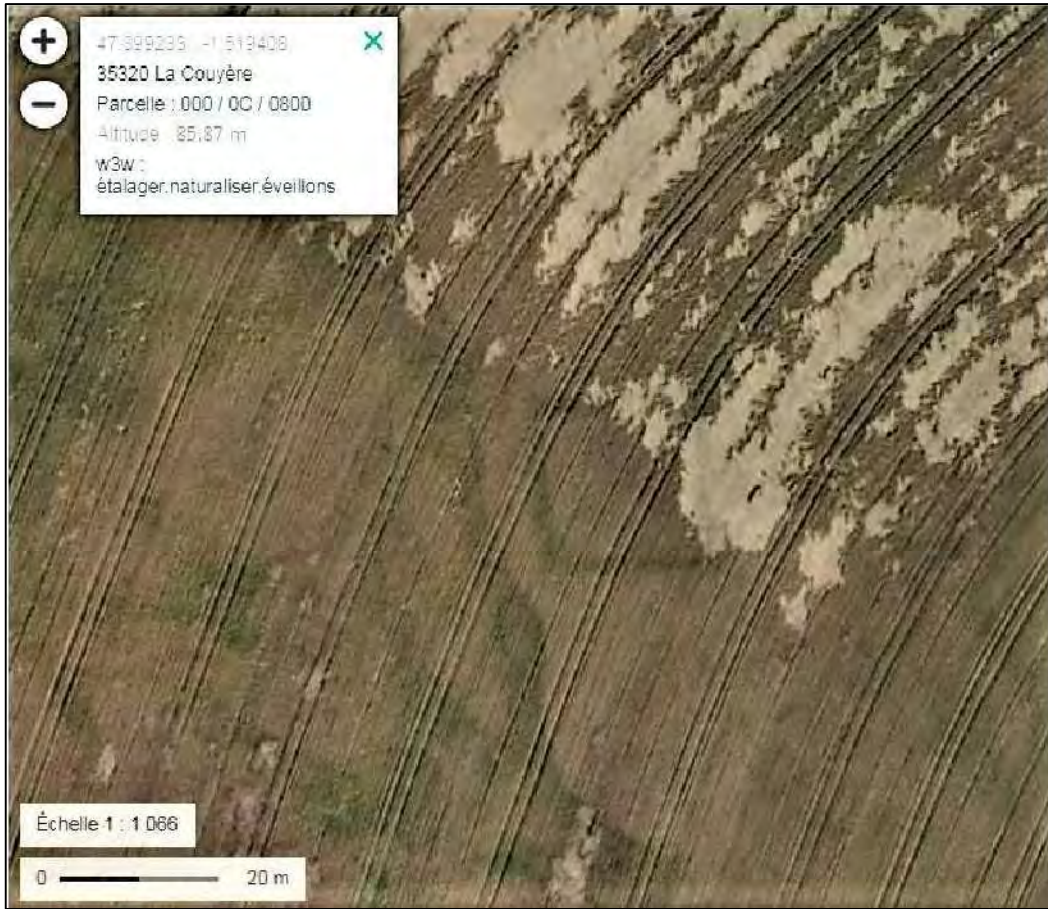 +
47.899233 -1.519408
35320 La Couyère
Parcelle : 000 / 0C / 0800
Altitude 85.87 m
w3w :
étalager.naturaliser.éveillons
−
Échelle 1 : 1 066
0 20 m